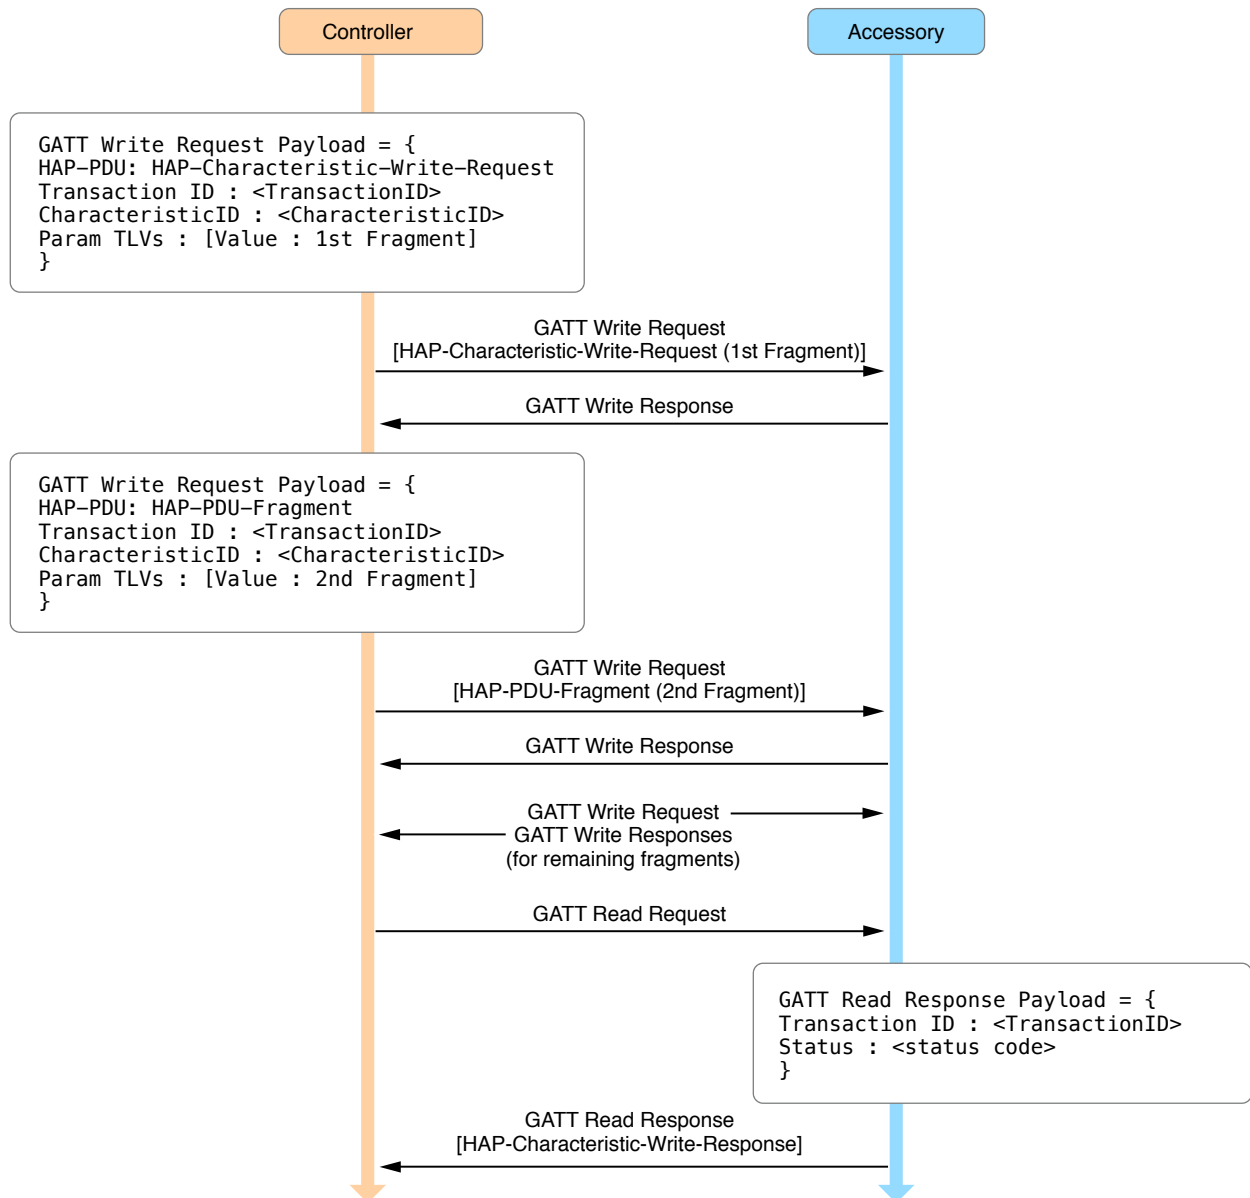 Controller
Accessory
GATT Write Request Payload = {
HAP-PDU: HAP-Characteristic-Write-Request
Transaction ID : <TransactionID>
CharacteristicID : <CharacteristicID>
Param TLVs : [Value : 1st Fragment]
}
GATT Write Request
[HAP-Characteristic-Write-Request (1st Fragment)]
GATT Write Response
GATT Write Request Payload = {
HAP-PDU: HAP-PDU-Fragment
Transaction ID : <TransactionID>
CharacteristicID : <CharacteristicID>
Param TLVs : [Value : 2nd Fragment]
}
GATT Write Request
[HAP-PDU-Fragment (2nd Fragment)]
GATT Write Response
GATT Write Request
GATT Write Responses
(for remaining fragments)
GATT Read Request
GATT Read Response Payload = {
Transaction ID : <TransactionID>
Status : <status code>
}
GATT Read Response
[HAP-Characteristic-Write-Response]